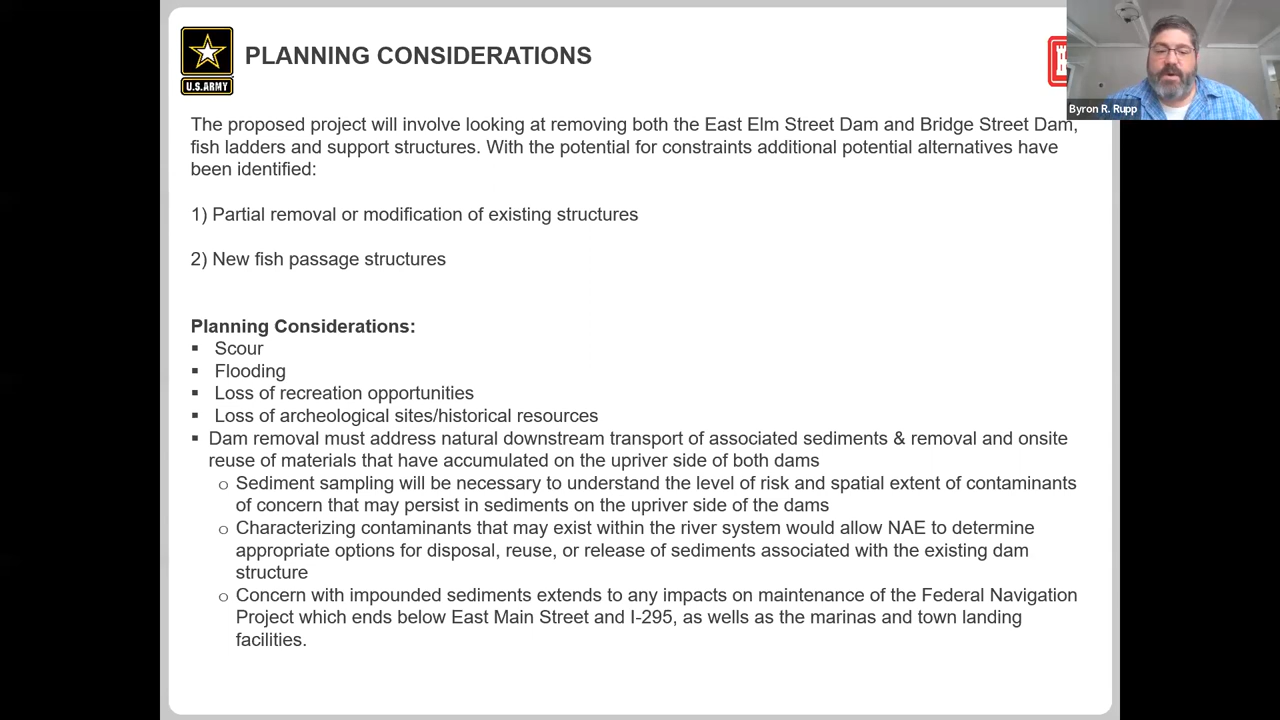 U.S.ARMY
PLANNING CONSIDERATIONS
Byron R. Rupp
The proposed project will involve looking at removing both the East Elm Street Dam and Bridge Street Dam,
fish ladders and support structures. With the potential for constraints additional potential alternatives have
been identified:
1) Partial removal or modification of existing structures
2) New fish passage structures
Planning Considerations:
▪ Scour
▪ Flooding
▪ Loss of recreation opportunities
▪ Loss of archeological sites/historical resources
▪ Dam removal must address natural downstream transport of associated sediments & removal and onsite
reuse of materials that have accumulated on the upriver side of both dams
o Sediment sampling will be necessary to understand the level of risk and spatial extent of contaminants
of concern that may persist in sediments on the upriver side of the dams
o Characterizing contaminants that may exist within the river system would allow NAE to determine
appropriate options for disposal, reuse, or release of sediments associated with the existing dam
structure
o Concern with impounded sediments extends to any impacts on maintenance of the Federal Navigation
Project which ends below East Main Street and I-295, as wells as the marinas and town landing
facilities.